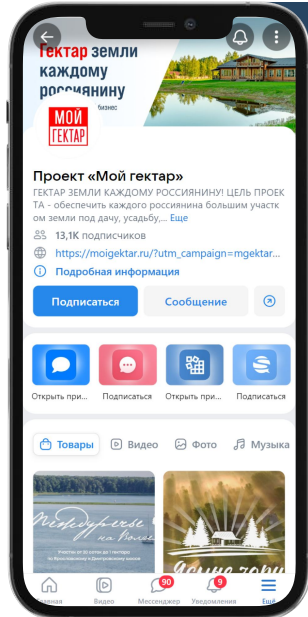 Гектар земли
каждому
россиянину
бизнес
МОЙ
ГЕКТАР
Проект «Мой гектар»
ГЕКТАР ЗЕМЛИ КАЖДОМУ РОССИЯНИНУ! ЦЕЛЬ ПРОЕК
ТА - обеспечить каждого россиянина большим участк
ом земли под дачу, усадьбу,... Еще
13,1K подписчиков
https://moigektar.ru/?utm_campaign=mgektar...
Подробная информация
Подписаться Сообщение
Открыть при... Подписаться Открыть при... Подписаться
Товары Видео Фото Музыка
Междуречье
на Волге
Ясные зори
90 9
Главная Видео Мессенджер Уведомления Ещё